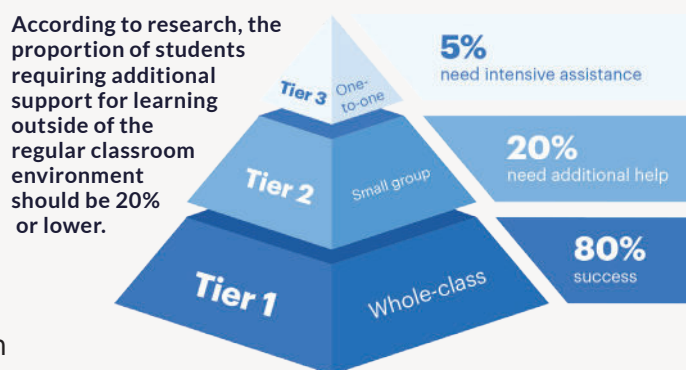 According to research, the
proportion of students
requiring additional
support for learning
outside of the
regular classroom
environment
should be 20%
or lower.
Tier 3
One-
to-one
5%
need intensive assistance
Tier 2
Small group
20%
need additional help
Tier 1
Whole-class
80%
success